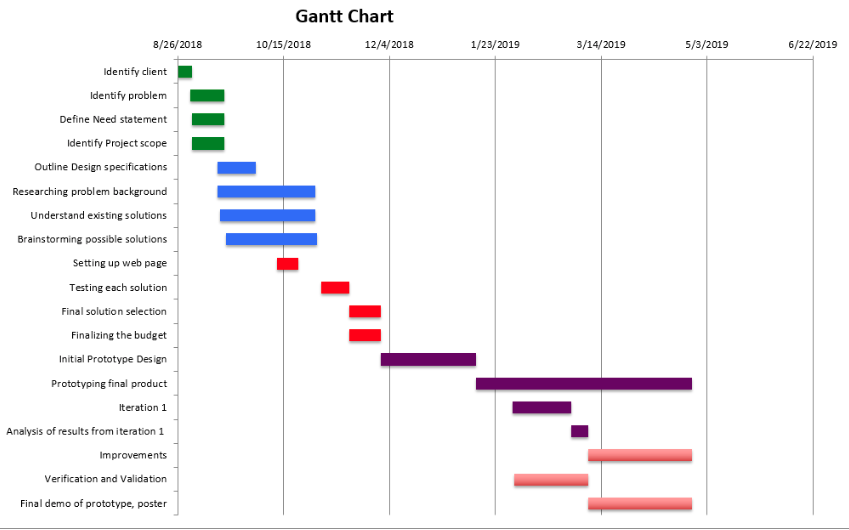 Gantt Chart
8/26/2018 10/15/2018 12/4/2018 1/23/2019 3/14/2019 5/3/2019 6/22/2019
Identify client
Identify problem
Define Need statement
Identify Project scope
Outline Design specifications
Researching problem background
Understand existing solutions
Brainstorming possible solutions
Setting up web page
Testing each solution
Final solution selection
Finalizing the budget
Initial Prototype Design
Prototyping final product
Iteration 1
Analysis of results from iteration 1
Improvements
Verification and Validation
Final demo of prototype, poster